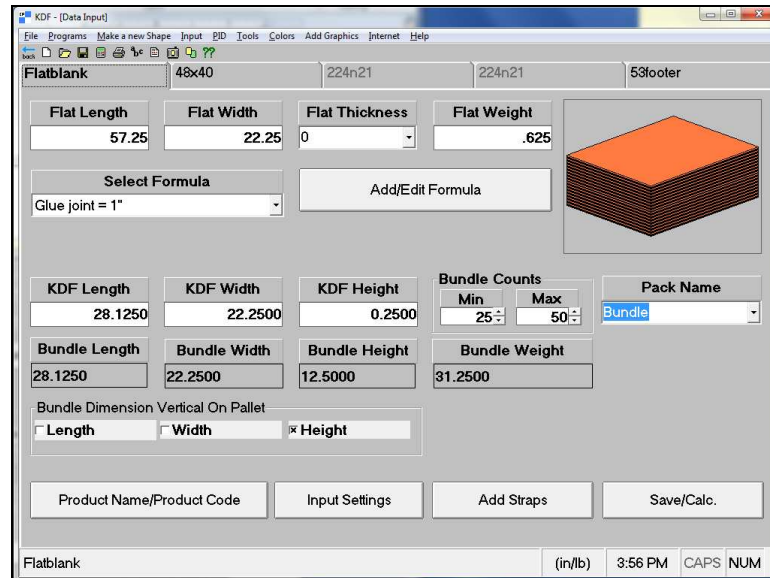 KDF - [Data Input]
File Programs Make a new Shape Input PID Tools Colors Add Graphics Internet Help
back
Flatblank 48x40 224n21 224n21 53footer
Flat Length Flat Width Flat Thickness Flat Weight
57.25 22.25 0 .625
Select Formula
Glue joint = 1"
Add/Edit Formula
KDF Length KDF Width KDF Height Bundle Counts Pack Name
Min Max
28.1250 22.2500 0.2500 25 50 Bundle
Bundle Length Bundle Width Bundle Height Bundle Weight
28.1250 22.2500 12.5000 31.2500
Bundle Dimension Vertical On Pallet
Length Width Height
Product Name/Product Code Input Settings Add Straps Save/Calc.
Flatblank (in/lb) 3:56 PM CAPS NUM